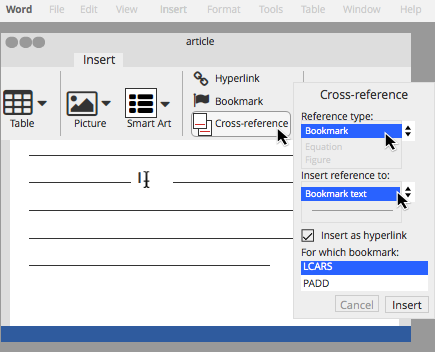 Word File Edit View Insert Format Tools Table Window Help
article
Insert
Table
Picture
Smart Art
Hyperlink
Bookmark
Cross-reference
Cross-reference
Reference type:
Bookmark
Equation
Figure
Insert reference to:
Bookmark text
Insert as hyperlink
For which bookmark:
LCARS
PADD
Cancel Insert